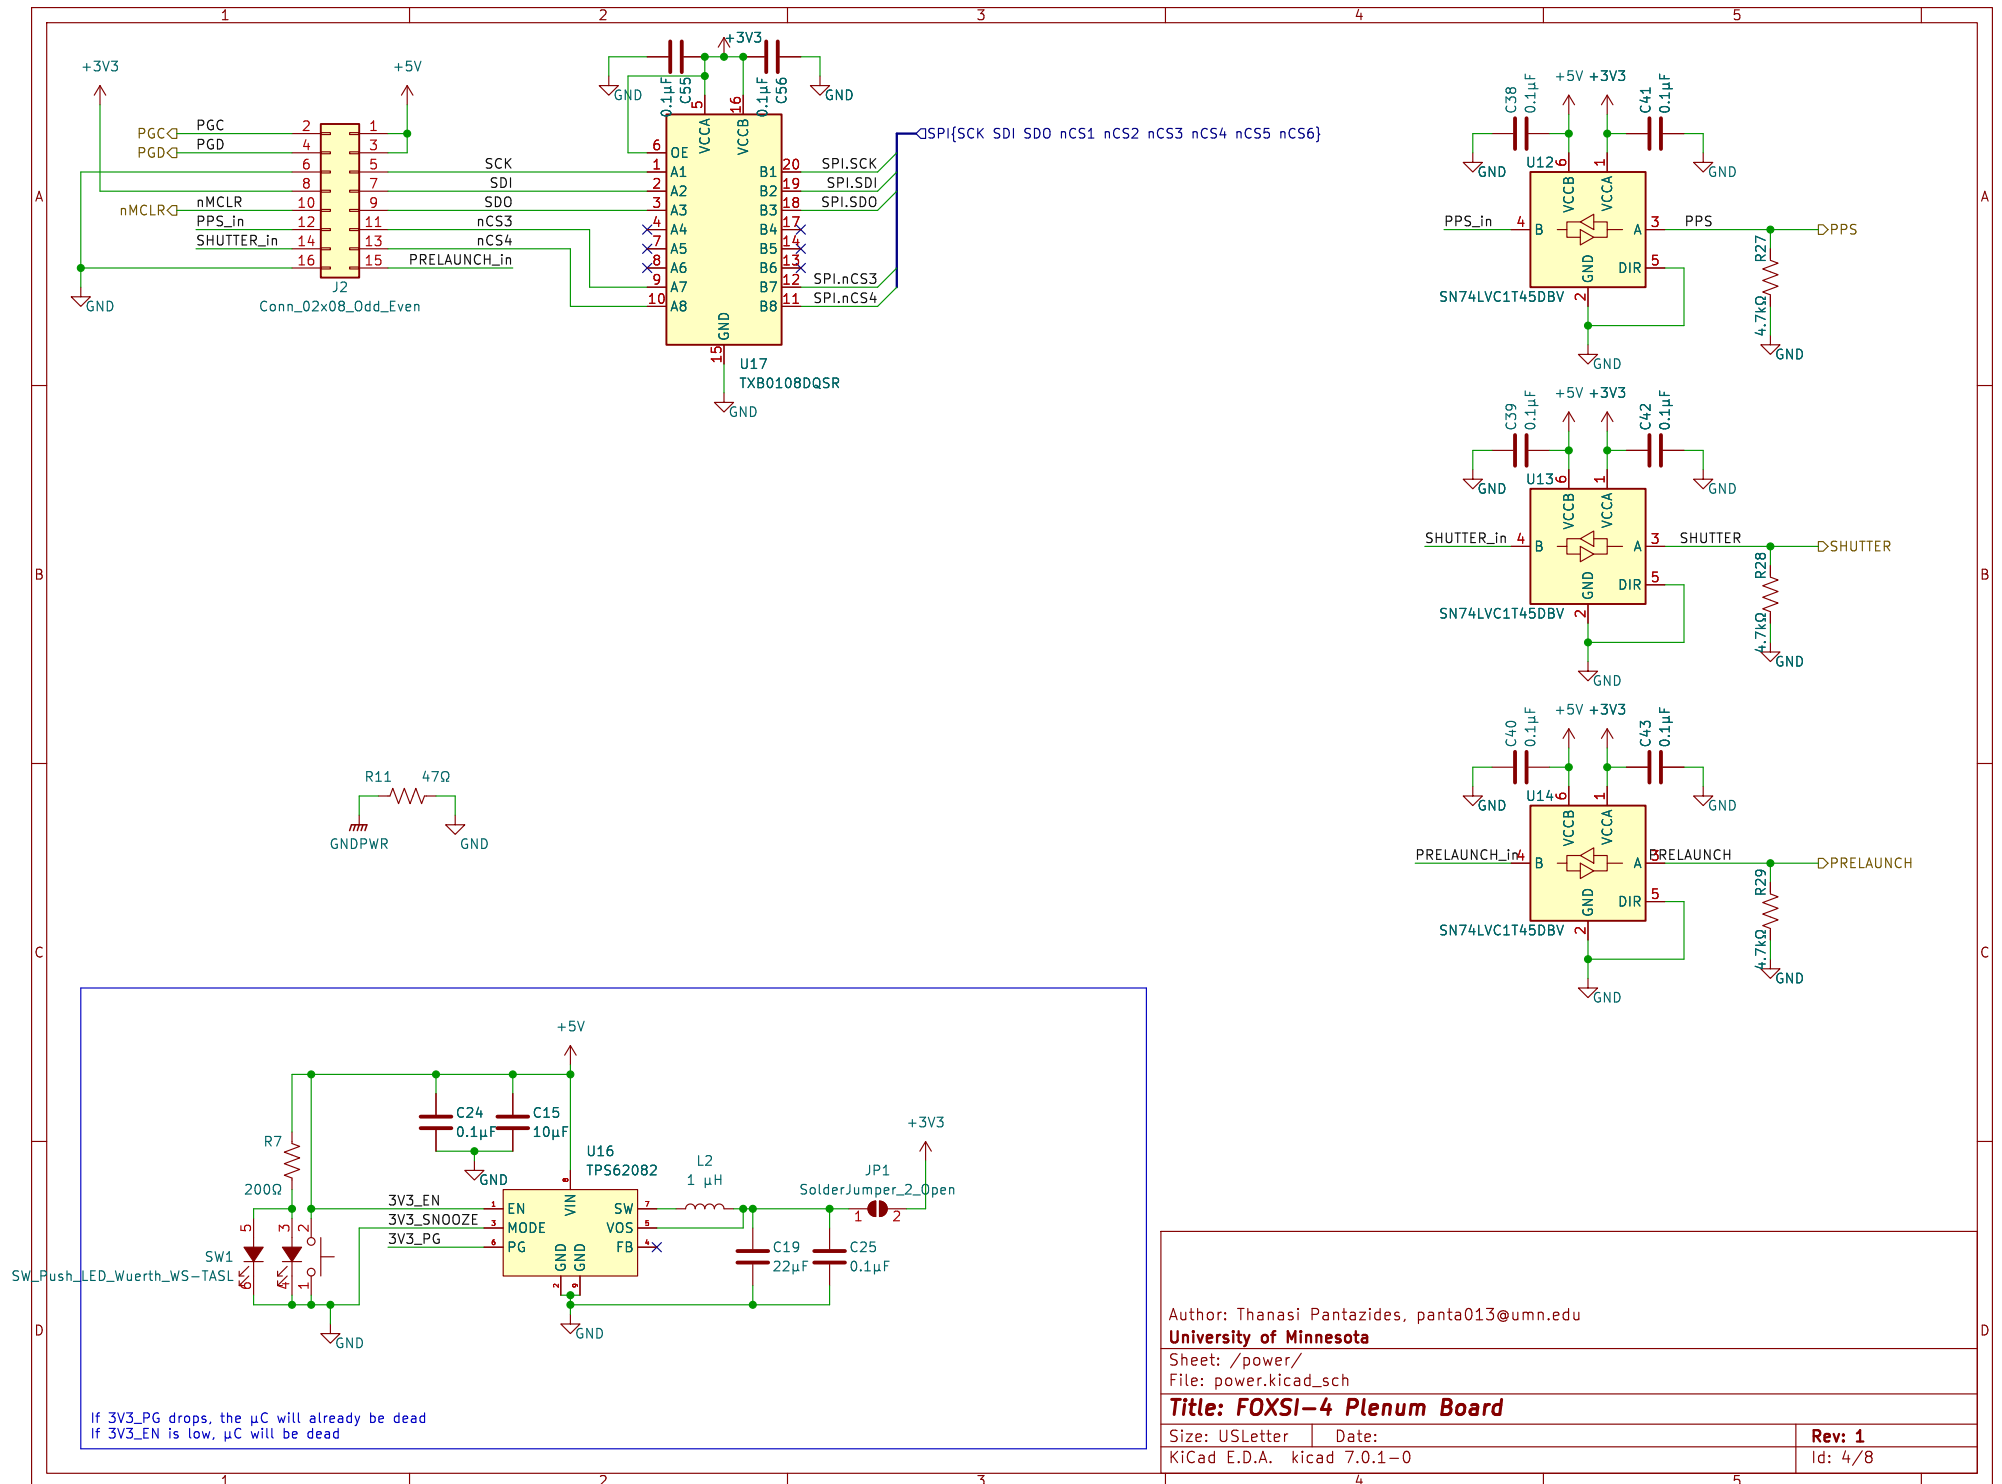 1 2 3 4 5
A
B
C
D
A
B
C
D
1 2 3
+3V3
+5V
PGC
PGD
nMCLR
PGC
PGD
nMCLR
PPS_in
SHUTTER_in
2 1
4 3
6 5
8 7
10 9
12 11
14 13
16 15
SCK
SDI
SDO
nCS3
nCS4
PRELAUNCH_in
J2
Conn_02x08_Odd_Even
GND
+3V3
C55
0.1µF
GND
C56
0.1µF
GND
5 VCCA
16 VCCB
6 OE
1 A1 B1 20 SPI.SCK
2 A2 B2 19 SPI.SDI
3 A3 B3 18 SPI.SDO
4 A4 B4 17
7 A5 B5 14
8 A6 B6 13
9 A7 B7 12 SPI.nCS3
10 A8 B8 11 SPI.nCS4
GND
15
U17
TXB0108DQSR
GND
SPI{SCK SDI SDO nCS1 nCS2 nCS3 nCS4 nCS5 nCS6}
+5V +3V3
C38
0.1µF
C41
0.1µF
GND
GND
U12
6 VCCB
1 VCCA
PPS_in 4 B A 3 PPS
PPS
DIR 5
GND
2
SN74LVC1T45DBV
R27
4.7kΩ
GND
GND
+5V +3V3
C39
0.1µF
C42
0.1µF
GND
GND
U13
6 VCCB
1 VCCA
SHUTTER_in 4 B A 3 SHUTTER
SHUTTER
DIR 5
GND
2
SN74LVC1T45DBV
R28
4.7kΩ
GND
GND
+5V +3V3
C40
0.1µF
C43
0.1µF
GND
GND
U14
6 VCCB
1 VCCA
PRELAUNCH_in 4 B A 3 PRELAUNCH
PRELAUNCH
DIR 5
GND
2
SN74LVC1T45DBV
R29
4.7kΩ
GND
GND
R11 47Ω
GNDPWR
GND
+5V
C24
0.1µF
C15
10µF
GND
R7
200Ω
U16
TPS62082
8 VIN
3V3_EN 1 EN SW 7
3V3_SNOOZE 3 MODE VOS 5
3V3_PG 6 PG FB 4
GND GND
2 9
GND
L2
1 µH
JP1
SolderJumper_2_Open
1 2
+3V3
C19
22µF
C25
0.1µF
5 3 2
6 4 1
SW1
SW_Push_LED_Wuerth_WS-TASL
GND
If 3V3_PG drops, the µC will already be dead
If 3V3_EN is low, µC will be dead
Author: Thanasi Pantazides, panta013@umn.edu
University of Minnesota
Sheet: /power/
File: power.kicad_sch
Title: FOXSI-4 Plenum Board
Size: USLetter Date: Rev: 1
KiCad E.D.A. kicad 7.0.1-0 Id: 4/8
4 5